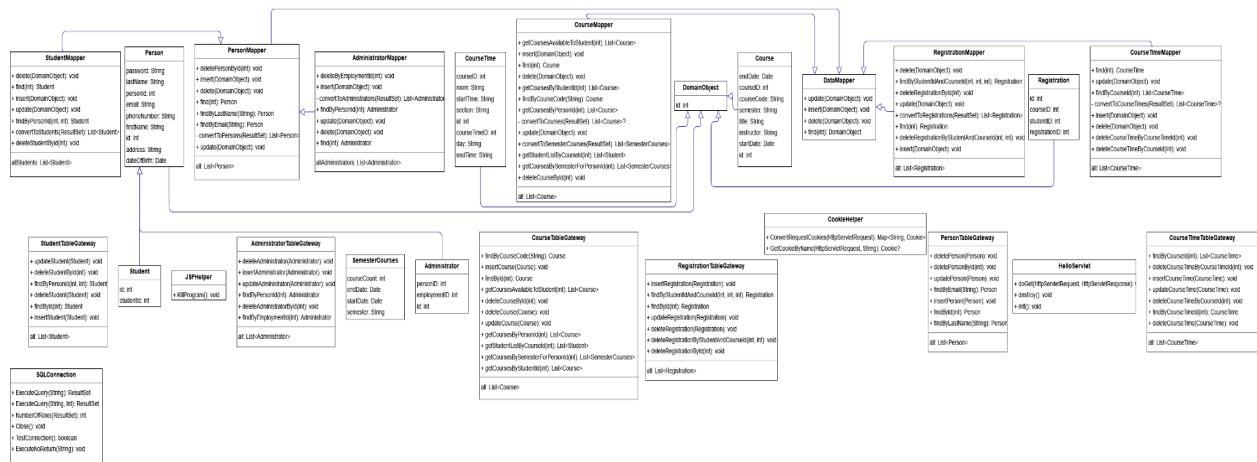 StudentMapper
+ delete(DomainObject): void
+ find(int): Student
+ insert(DomainObject): void
+ update(DomainObject): void
+ findByPersonId(int, int): Student
- convertToStudents(ResultSet): List<Student>
+ deleteStudentById(int): void
allStudents: List<Student>
Person
password: String
lastName: String
personId: int
email: String
phoneNumber: String
firstName: String
id: int
address: String
dateOfBirth: Date
PersonMapper
+ deletePersonById(int): void
+ insert(DomainObject): void
+ delete(DomainObject): void
+ find(int): Person
+ findByLastName(String): Person
+ findByEmail(String): Person
- convertToPersons(ResultSet): List<Person>
+ update(DomainObject): void
all: List<Person>
AdministratorMapper
+ deleteByEmploymentId(int): void
+ insert(DomainObject): void
- convertToAdministrators(ResultSet): List<Administrator
+ findByPersonId(int): Administrator
+ update(DomainObject): void
+ delete(DomainObject): void
+ find(int): Administrator
allAdministrators: List<Administrator>
CourseTime
courseID: int
room: String
startTime: String
section: int
id: int
courseTimeID: int
day: String
endTime: String
CourseMapper
+ getCoursesAvailableToStudent(int): List<Course>
+ insert(DomainObject): void
+ find(int): Course
+ delete(DomainObject): void
+ getCoursesByStudentId(int): List<Course>
+ findByCourseCode(String): Course
+ getCoursesByPersonId(int): List<Course>
- convertToCourses(ResultSet): List<Course>?
+ update(DomainObject): void
+ convertToSemesterCourses(ResultSet): List<SemesterCourses>
+ getStudentListByCourseId(int): List<Student>
+ getCoursesBySemesterForPersonId(int): List<SemesterCourses>
+ deleteCourseById(int): void
all: List<Course>
DomainObject
id: int
Course
endDate: Date
courseID: int
courseCode: String
semester: String
title: String
instructor: String
startDate: Date
id: int
DataMapper
+ update(DomainObject): void
+ insert(DomainObject): void
+ delete(DomainObject): void
+ find(int): DomainObject
RegistrationMapper
+ delete(DomainObject): void
+ findByStudentIdAndCourseId(int, int, int): Registration
+ deleteRegistrationById(int): void
+ update(DomainObject): void
+ convertToRegistrations(ResultSet): List<Registration>
+ find(int): Registration
+ deleteRegistrationByStudentAndCourseId(int, int): void
+ insert(DomainObject): void
all: List<Registration>
Registration
id: int
courseID: int
studentID: int
registrationID: int
CourseTimeMapper
+ find(int): CourseTime
+ update(DomainObject): void
+ findByCourseId(int): List<CourseTime>
- convertToCourseTimes(ResultSet): List<CourseTime>?
+ insert(DomainObject): void
+ delete(DomainObject): void
+ deleteCourseTimeByCourseTimeId(int): void
+ deleteCourseTimeByCourseId(int): void
all: List<CourseTime>
StudentTableGateway
+ updateStudent(Student): void
+ deleteStudentById(int): void
+ findByPersonId(int, int): Student
+ deleteStudent(Student): void
+ findById(int): Student
+ insertStudent(Student): void
all: List<Student>
Student
id: int
studentId: int
JSPHelper
+ KillProgram(): void
AdministratorTableGateway
+ deleteAdministrator(Administrator): void
+ insertAdministrator(Administrator): void
+ updateAdministrator(Administrator): void
+ findByPersonId(int): Administrator
+ deleteAdministratorById(int): void
+ findByEmploymentId(int): Administrator
all: List<Administrator>
SemesterCourses
courseCount: int
endDate: Date
startDate: Date
semester: String
Administrator
personID: int
employmentID: int
id: int
CourseTableGateway
+ findByCourseCode(String): Course
+ insertCourse(Course): void
+ findById(int): Course
+ getCoursesAvailableToStudent(int): List<Course>
+ deleteCourseById(int): void
+ deleteCourse(Course): void
+ updateCourse(Course): void
+ getCoursesByPersonId(int): List<Course>
+ getStudentListByCourseId(int): List<Student>
+ getCoursesBySemesterForPersonId(int): List<SemesterCourses>
+ getCoursesByStudentId(int): List<Course>
all: List<Course>
RegistrationTableGateway
+ insertRegistration(Registration): void
+ findByStudentIdAndCourseId(int, int, int): Registration
+ findById(int): Registration
+ updateRegistration(Registration): void
+ deleteRegistration(Registration): void
+ deleteRegistrationByStudentAndCourseId(int, int): void
+ deleteRegistrationById(int): void
all: List<Registration>
CookieHelper
+ ConvertRequestCookies(HttpServletRequest): Map<String, Cookie>
+ GetCookieByName(HttpServletRequest, String): Cookie?
PersonTableGateway
+ deletePerson(Person): void
+ deletePersonById(int): void
+ updatePerson(Person): void
+ findByEmail(String): Person
+ insertPerson(Person): void
+ findById(int): Person
+ findByLastName(String): Person
all: List<Person>
HelloServlet
+ doGet(HttpServletRequest, HttpServletResponse):
+ destroy(): void
+ init(): void
CourseTimeTableGateway
+ findByCourseId(int): List<CourseTime>
+ deleteCourseTimeByCourseTimeId(int): void
+ insertCourseTime(CourseTime): void
+ updateCourseTime(CourseTime): void
+ deleteCourseTimeByCourseId(int): void
+ findByCourseTimeId(int): CourseTime
+ deleteCourseTime(CourseTime): void
all: List<CourseTime>
SQLConnection
+ ExecuteQuery(String): ResultSet
+ ExecuteQuery(String, int): ResultSet
+ NumberOfRows(ResultSet): int
+ Close(): void
+ TestConnection(): boolean
+ ExecuteNoReturn(String): void